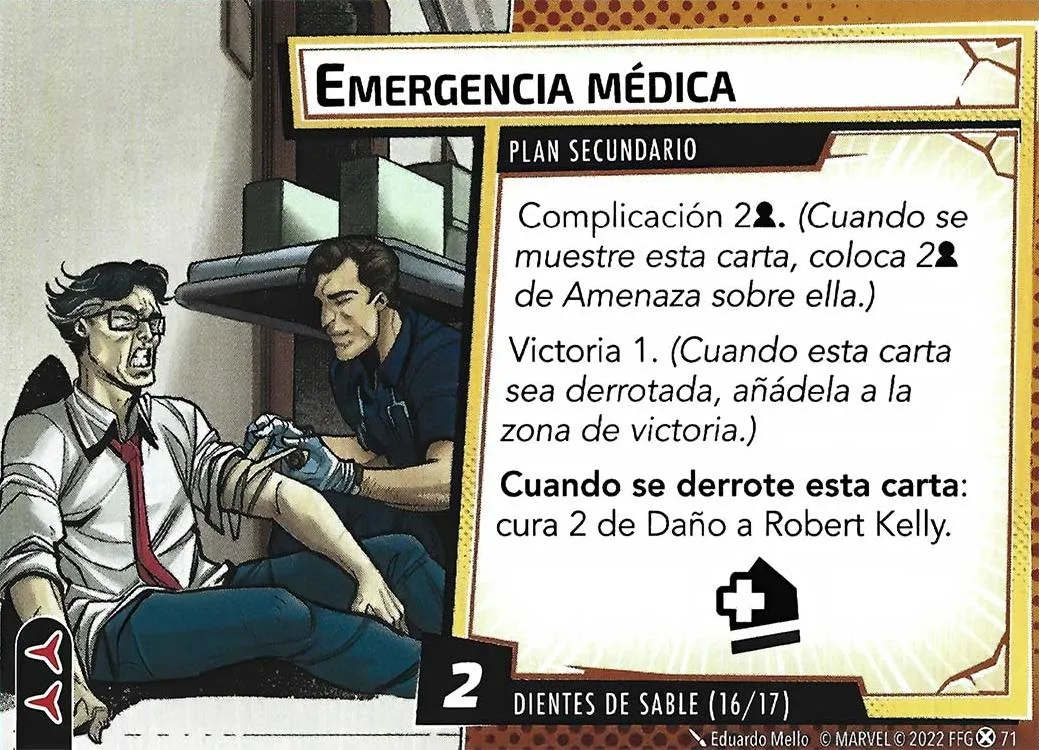 EMERGENCIA MÉDICA
PLAN SECUNDARIO
Complicación 2. (Cuando se
muestre esta carta, coloca 2
de Amenaza sobre ella.)
Victoria 1. (Cuando esta carta
sea derrotada, añádela a la
zona de victoria.)
Cuando se derrote esta carta:
cura 2 de Daño a Robert Kelly.
2
DIENTES DE SABLE (16/17)
Eduardo Mello © MARVEL © 2022 FFG 71